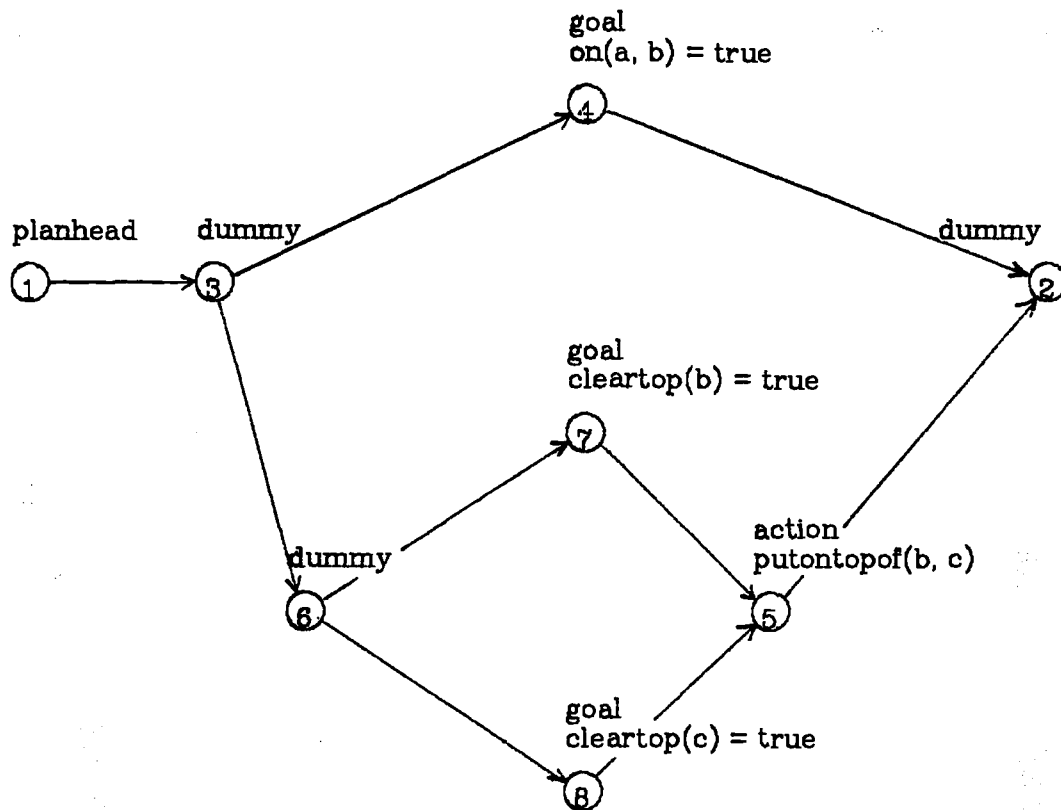 goal
on(a, b) = true
4
planhead
dummy
dummy
1
3
2
goal
cleartop(b) = true
7
action
putontopof(b, c)
dummy
6
5
goal
cleartop(c) = true
8